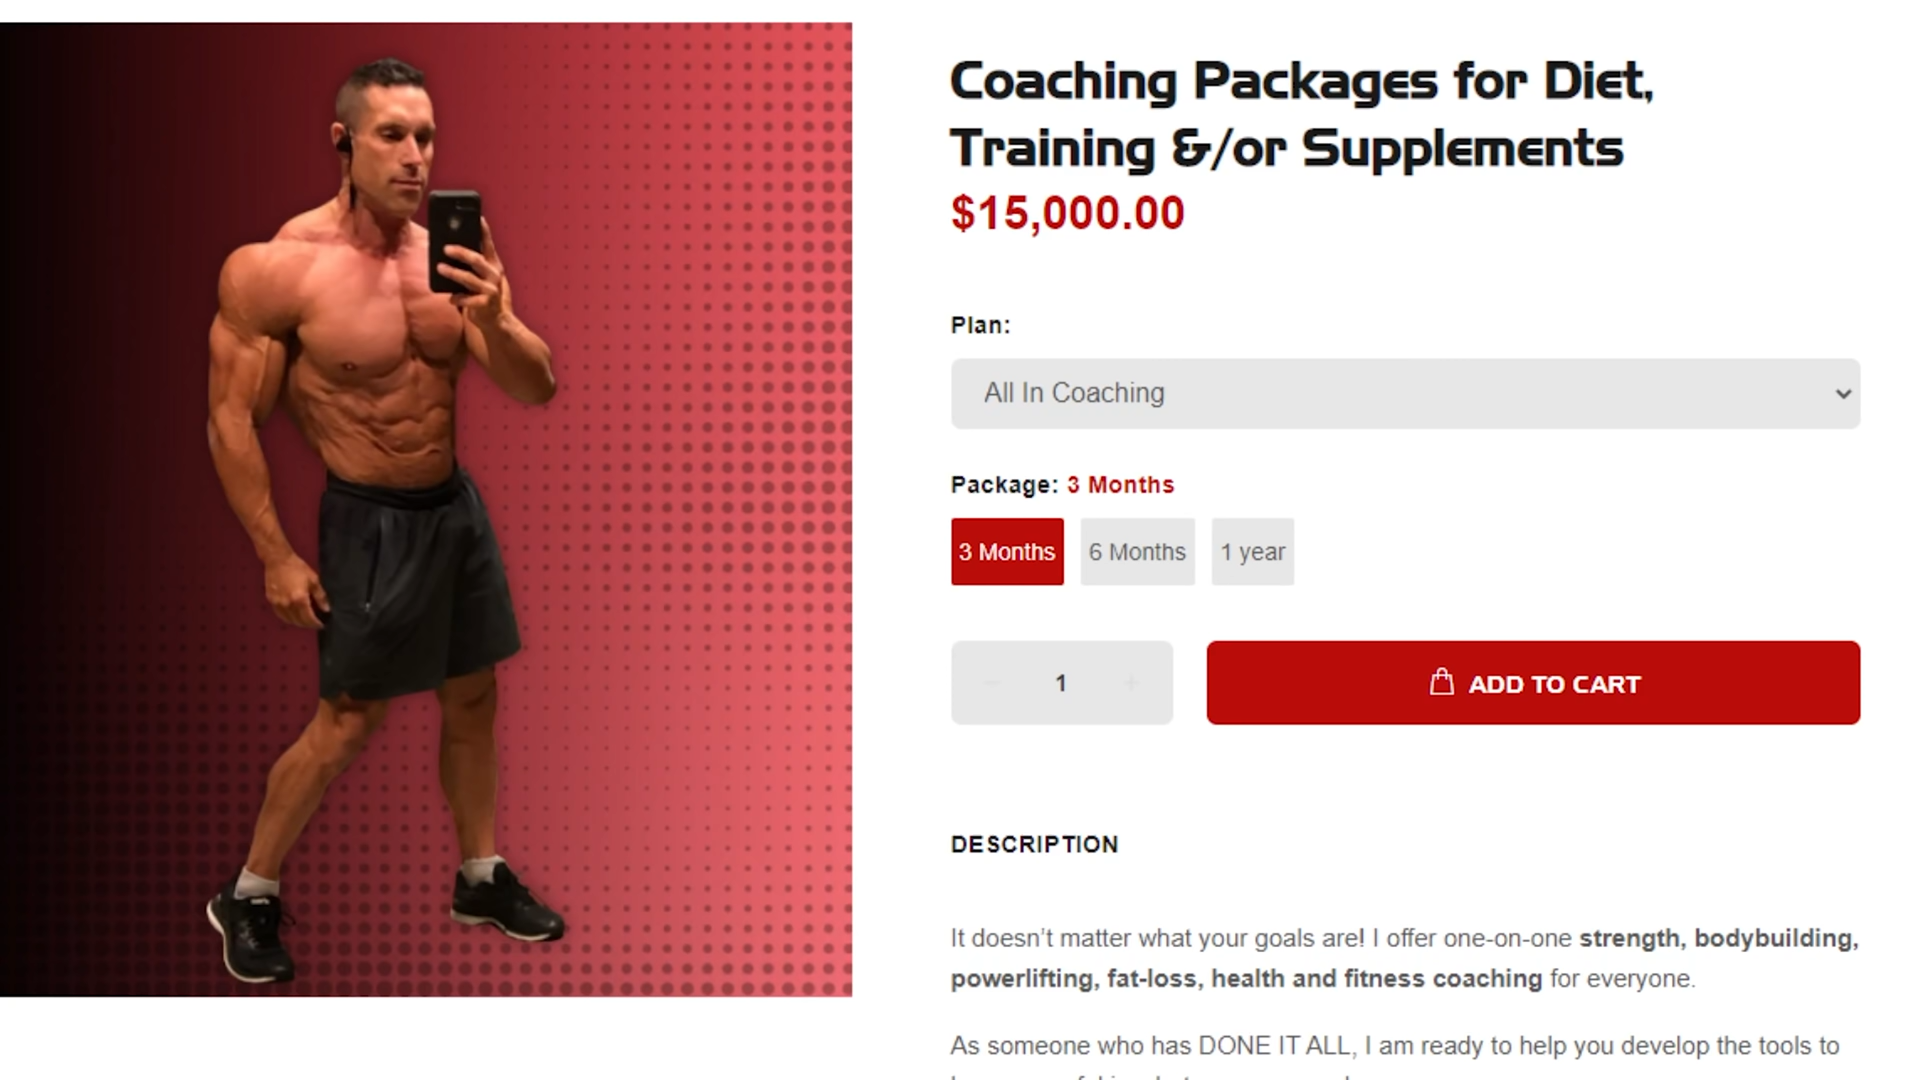 Coaching Packages for Diet,
Training &/or Supplements
$15,000.00
Plan:
All In Coaching
Package: 3 Months
3 Months 6 Months 1 year
− 1 +
ADD TO CART
DESCRIPTION
It doesn’t matter what your goals are! I offer one-on-one strength, bodybuilding,
powerlifting, fat-loss, health and fitness coaching for everyone.
As someone who has DONE IT ALL, I am ready to help you develop the tools to